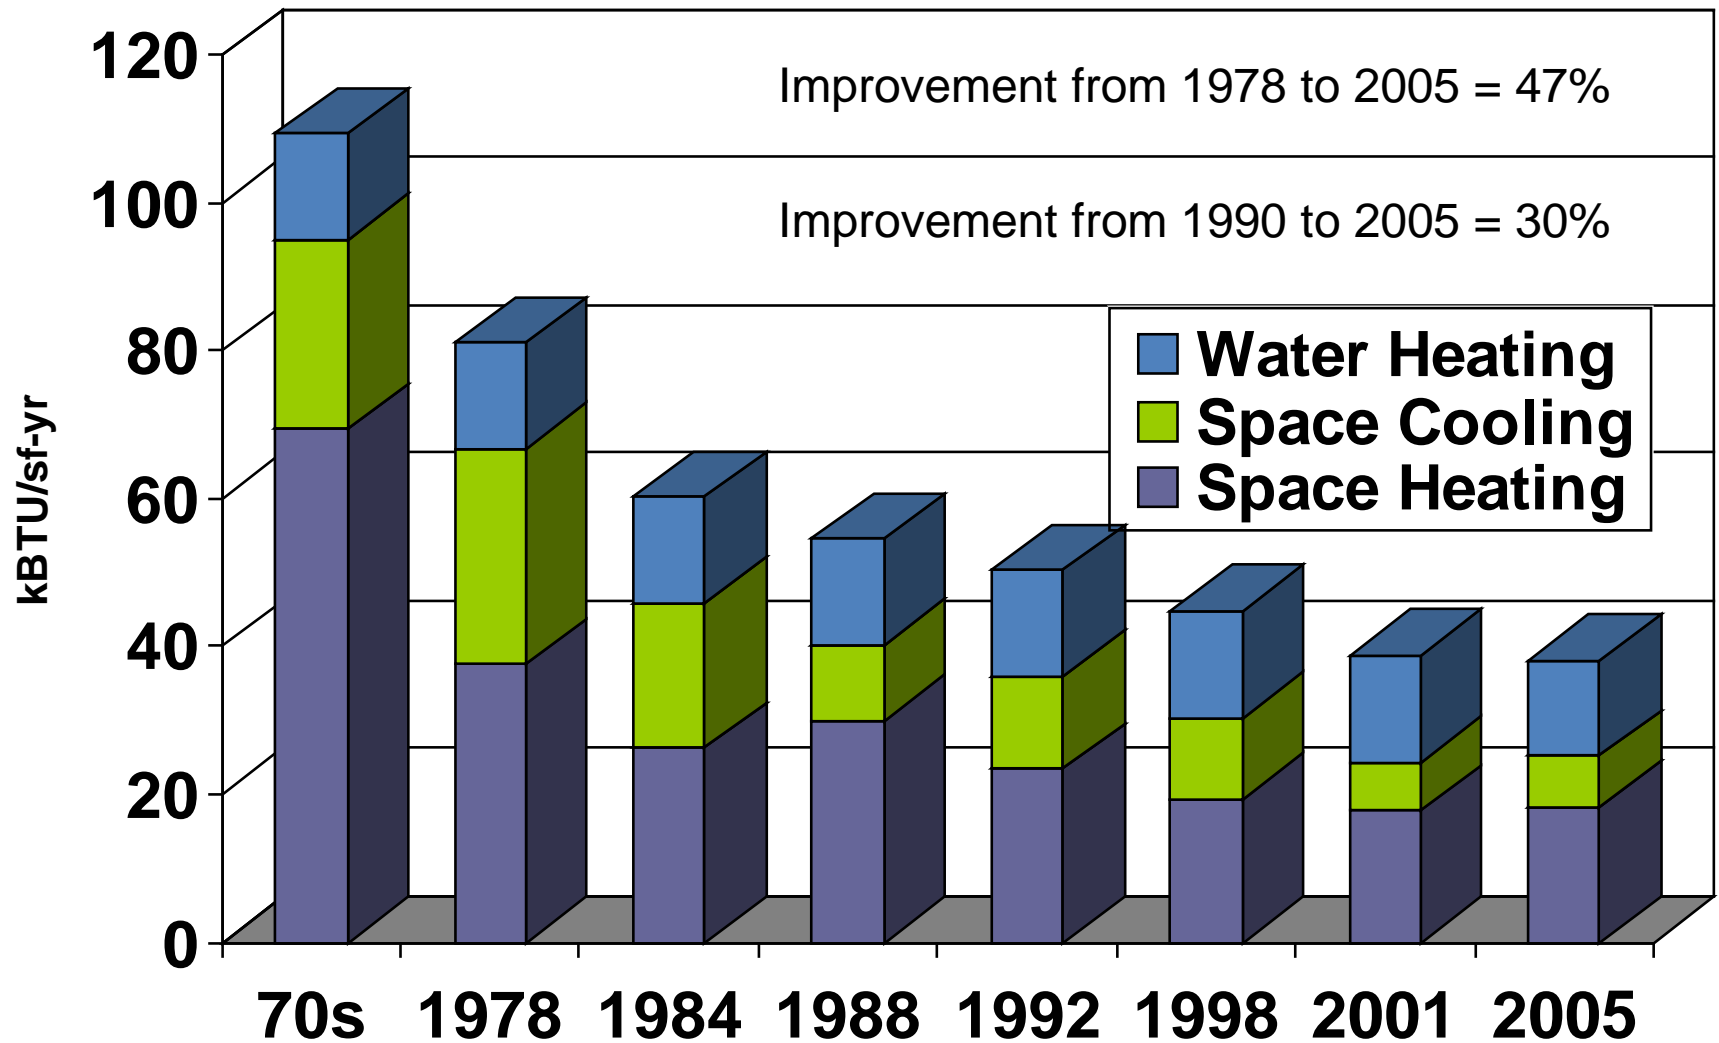 Improvement from 1978 to 2005 = 47%
Improvement from 1990 to 2005 = 30%
Water Heating
Space Cooling
Space Heating
kBTU/sf-yr
120
100
80
60
40
20
0
70s 1978 1984 1988 1992 1998 2001 2005